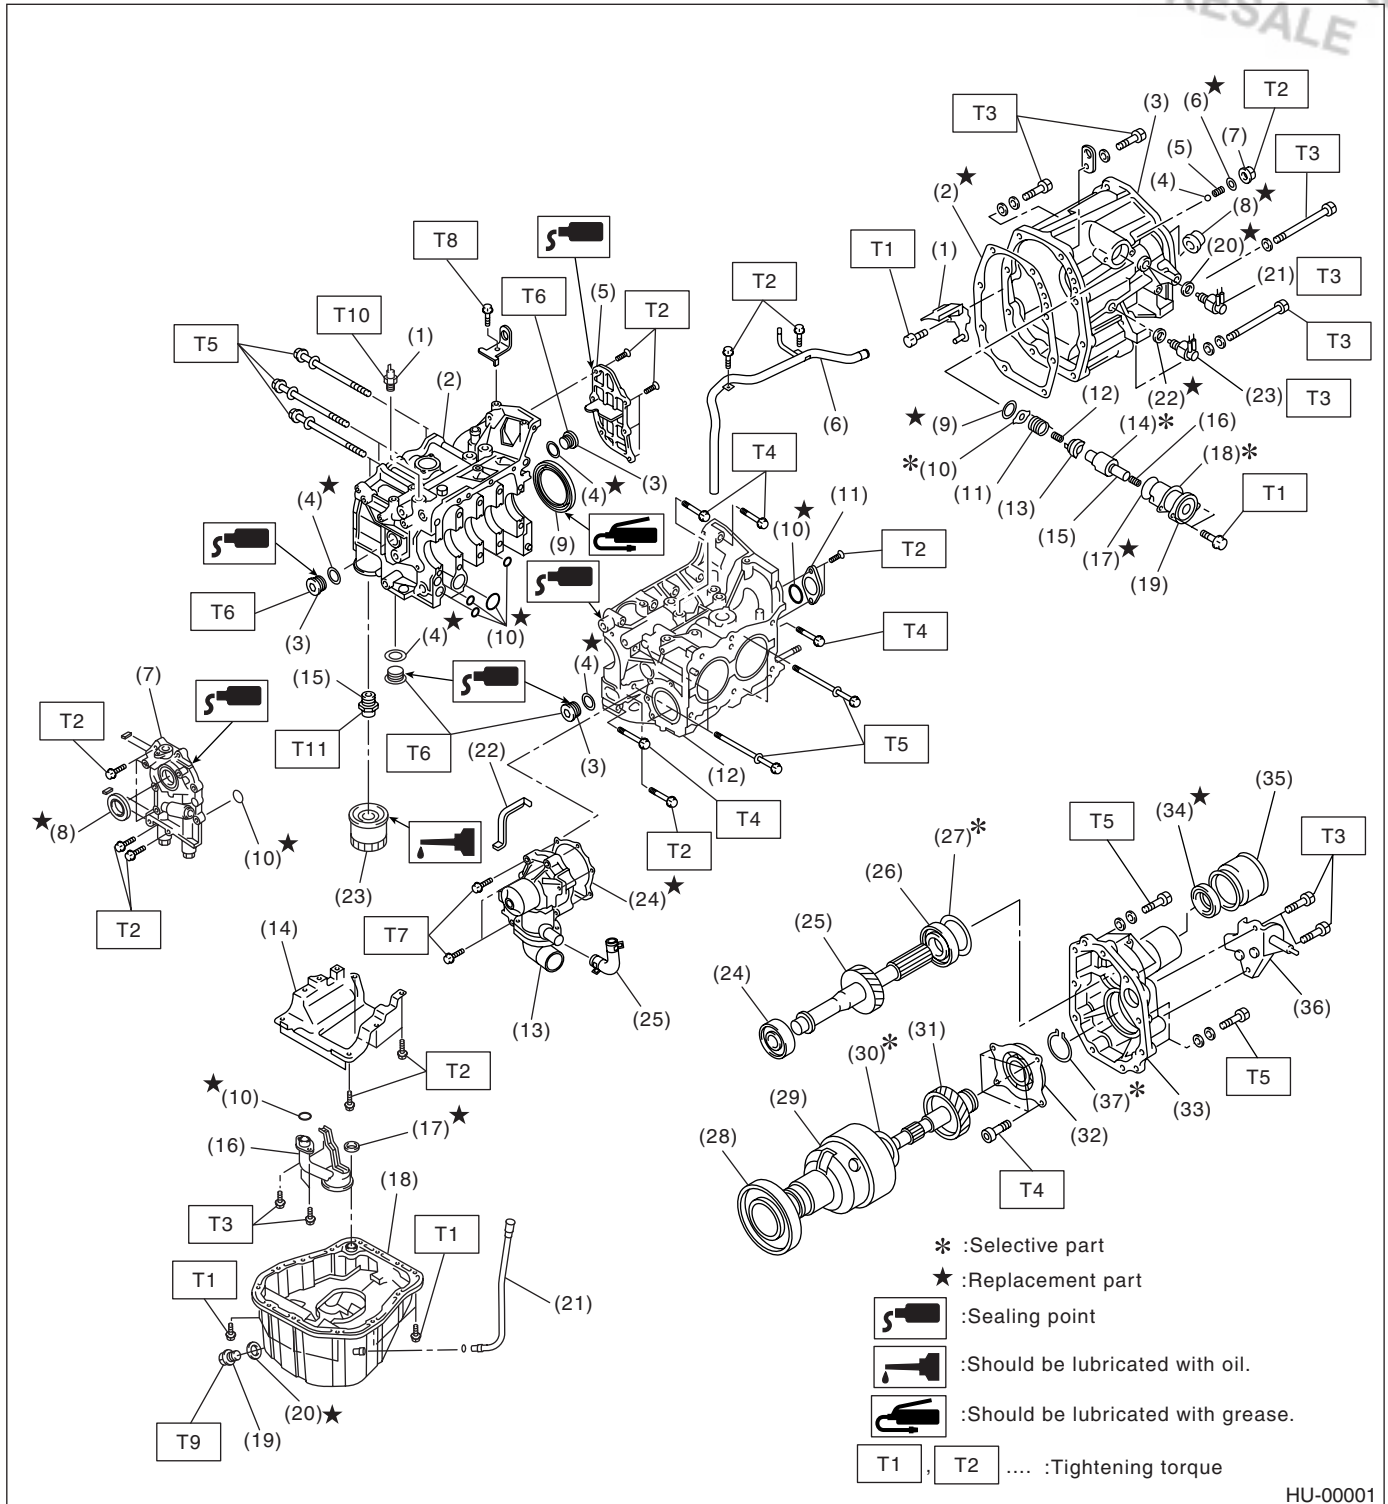 RESALE
T3
(6)★
T2
(3)
(7)
T3
(5)
(4)
(2)★
(8)★
(20)★
T1
(1)
(21)
T3
T3
(12)
(22)★
(23)
T3
★(9)
(14)*
(16)
*(10)
(18)*
(11)
(13)
T1
(15)
(17)★
(19)
T8
T6
(5)
T2
T2
T10
T5
(1)
(2)
(6)
T4
(4)★
(4)★
(3)
(11)
(10)★
(9)
T2
T6
(3)
(10)★
T4
(4)★
(4)★
(7)
(15)
T2
T11
T6
(22)
(3)
(12)
T5
T4
★(8)
(10)★
T2
(23)
(24)★
T2
T7
(14)
(13)
(25)
T2
★(10)
(17)★
(16)
(18)
T3
T1
T1
(21)
(20)★
T9
(19)
(35)
(34)★
T5
T3
(27)*
(26)
(25)
(24)
(36)
(31)
(30)*
T5
(37)*
(33)
(29)
(32)
(28)
T4
* :Selective part
★ :Replacement part
:Sealing point
:Should be lubricated with oil.
:Should be lubricated with grease.
T1 , T2 .... :Tightening torque
HU-00001